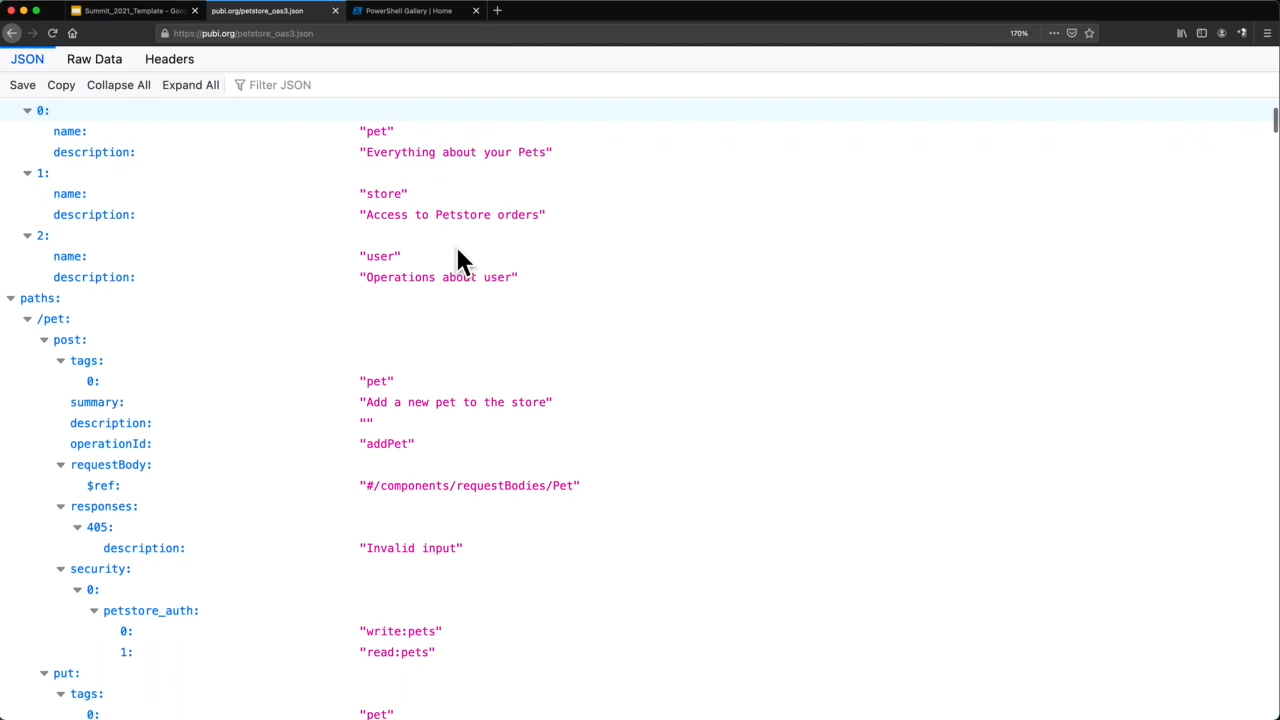 Summit_2021_Template - Goo
pubi.org/petstore_oas3.json
PowerShell Gallery | Home
https://pubi.org/petstore_oas3.json
170%
JSON Raw Data Headers
Save Copy Collapse All Expand All Filter JSON
0:
name: "pet"
description: "Everything about your Pets"
1:
name: "store"
description: "Access to Petstore orders"
2:
name: "user"
description: "Operations about user"
paths:
/pet:
post:
tags:
0: "pet"
summary: "Add a new pet to the store"
description: ""
operationId: "addPet"
requestBody:
$ref: "#/components/requestBodies/Pet"
responses:
405:
description: "Invalid input"
security:
0:
petstore_auth:
0: "write:pets"
1: "read:pets"
put:
tags:
0: "pet"